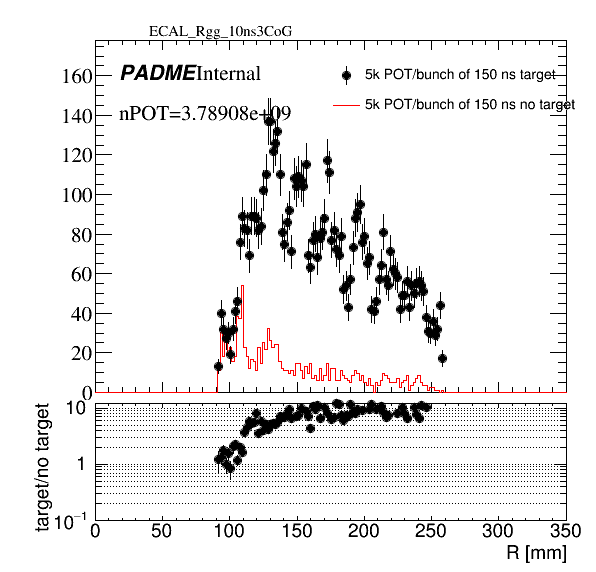 ECAL_Rgg_10ns3CoG
PADME Internal
5k POT/bunch of 150 ns target
5k POT/bunch of 150 ns no target
nPOT=3.78908e+09
160
140
120
100
80
60
40
20
0
target/no target
10
1
10⁻¹
0 50 100 150 200 250 300 350
R [mm]